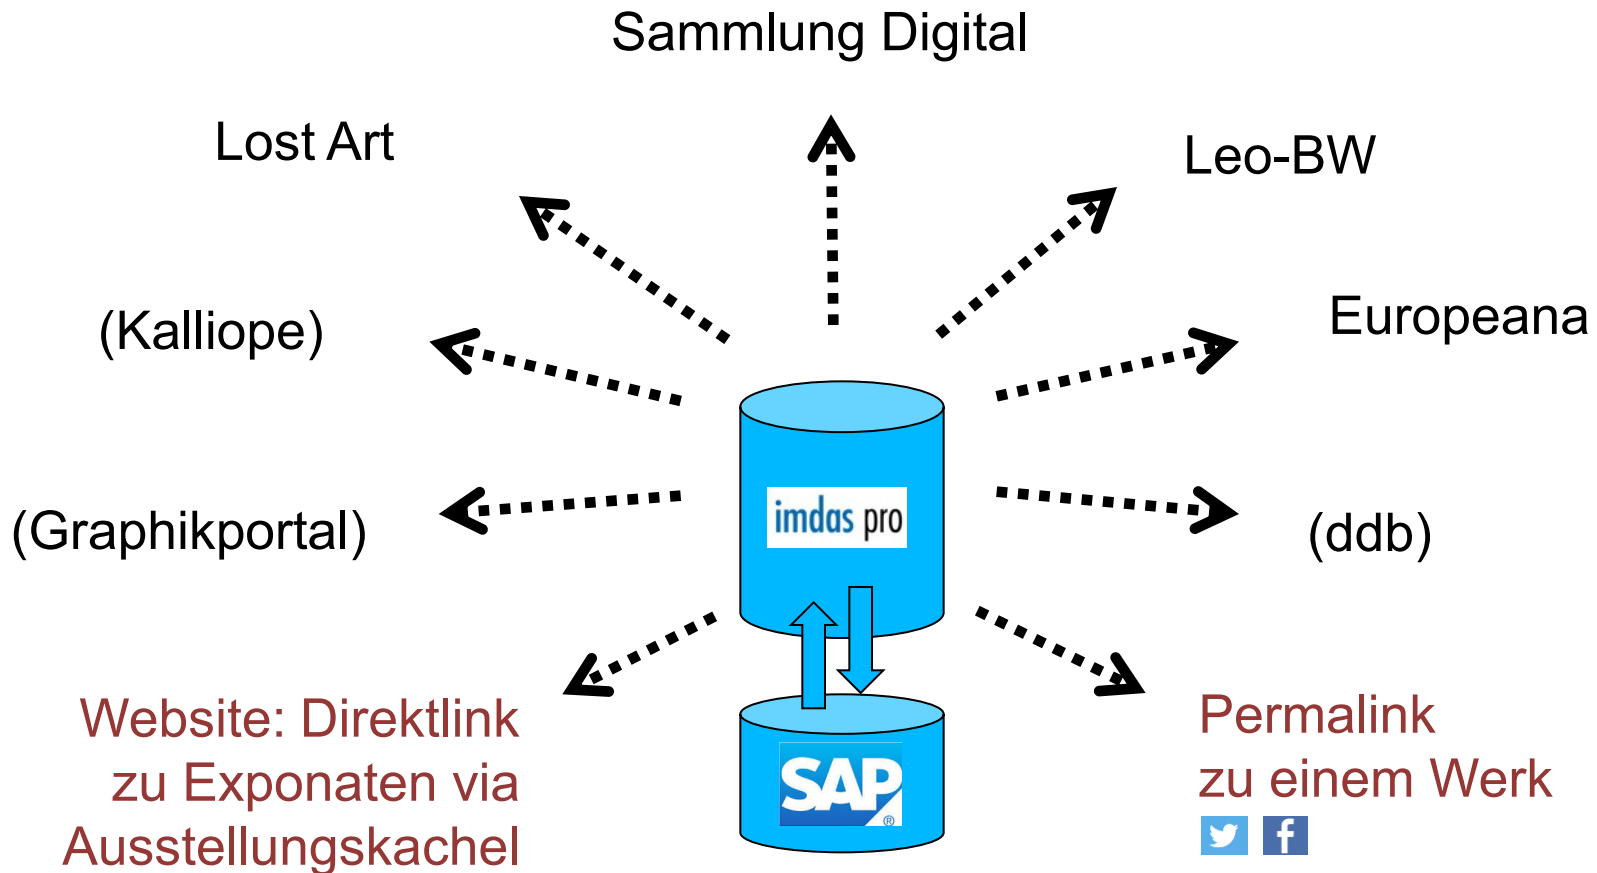 Sammlung Digital
Lost Art
Leo-BW
(Kalliope)
Europeana
imdas pro
(Graphikportal)
(ddb)
Website: Direktlink
zu Exponaten via
Ausstellungskachel
SAP
®
Permalink
zu einem Werk
f